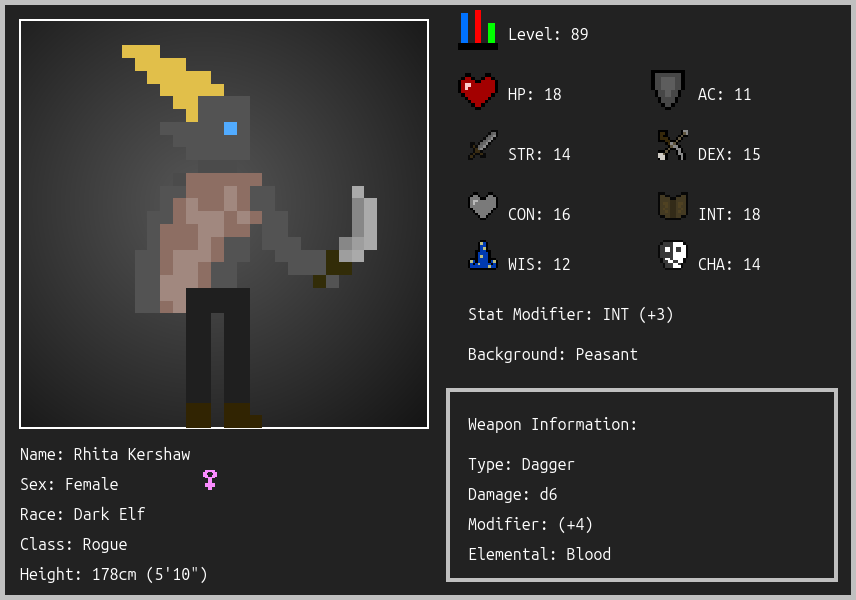 Level: 89
HP: 18
AC: 11
STR: 14
DEX: 15
CON: 16
INT: 18
WIS: 12
CHA: 14
Stat Modifier: INT (+3)
Background: Peasant
Name: Rhita Kershaw
Sex: Female
Race: Dark Elf
Class: Rogue
Height: 178cm (5'10")
Weapon Information:
Type: Dagger
Damage: d6
Modifier: (+4)
Elemental: Blood